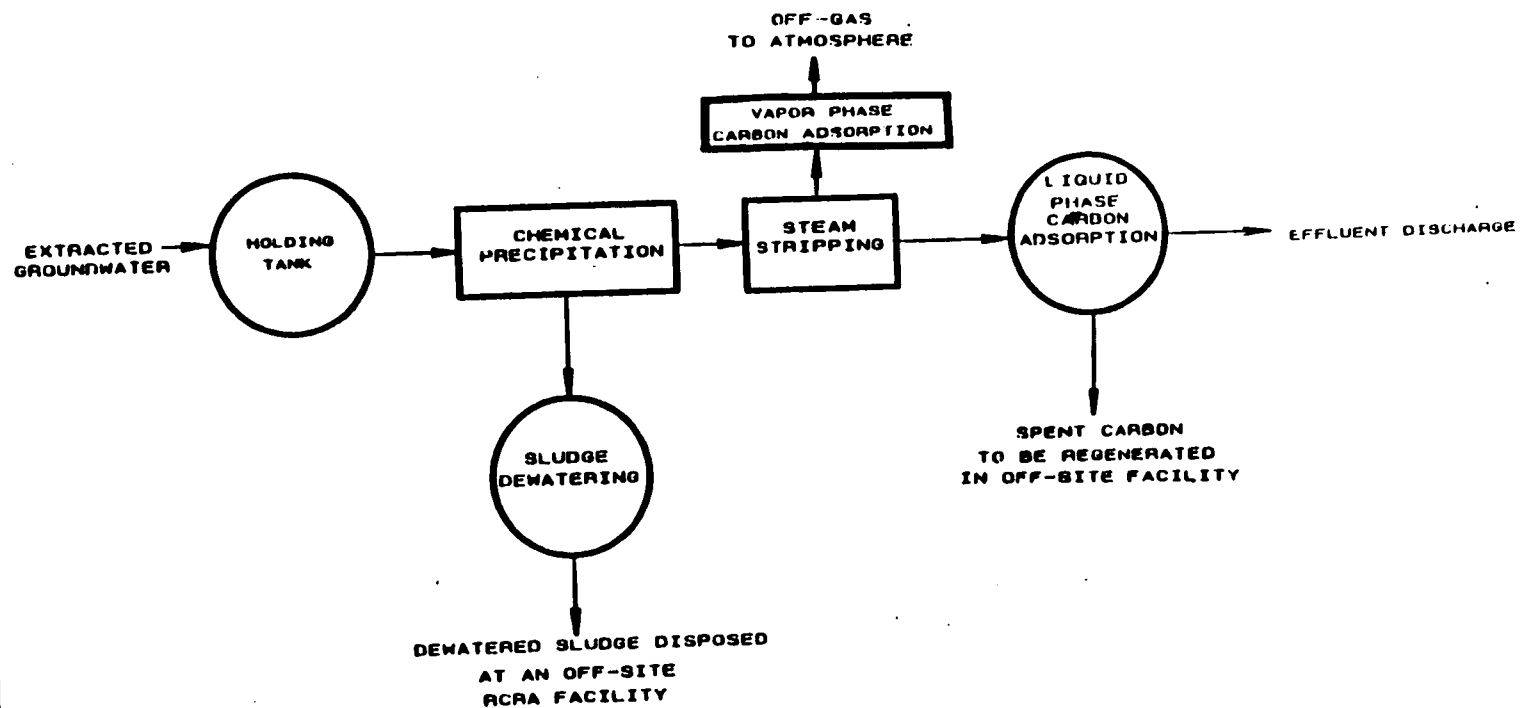 OFF-GAS
TO ATMOSPHERE
VAPOR PHASE
CARBON ADSORPTION
EXTRACTED
GROUNDWATER
HOLDING
TANK
CHEMICAL
PRECIPITATION
STEAM
STRIPPING
LIQUID
PHASE
CARBON
ADSORPTION
EFFLUENT DISCHARGE
SLUDGE
DEWATERING
SPENT CARBON
TO BE REGENERATED
IN OFF-SITE FACILITY
DEWATERED SLUDGE DISPOSED
AT AN OFF-SITE
RCRA FACILITY